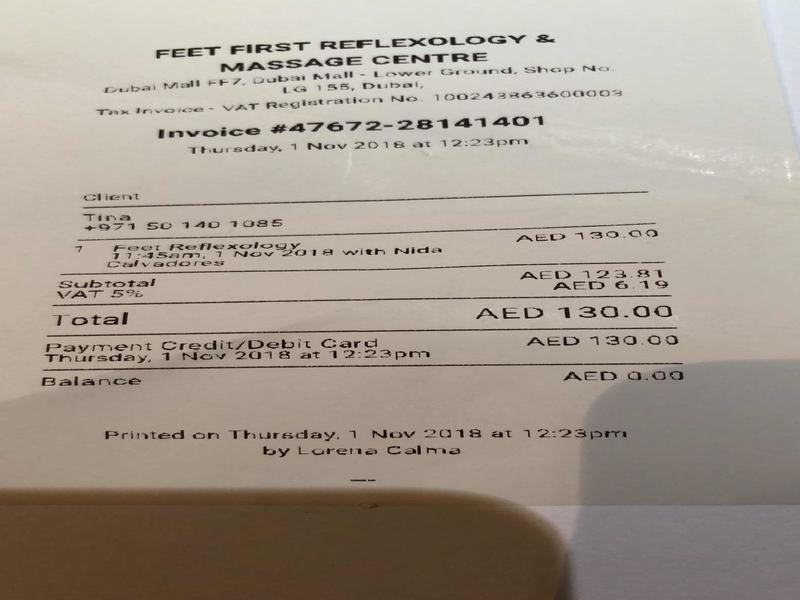 FEET FIRST REFLEXOLOGY &
MASSAGE CENTRE
Dubai Mall FF7, Dubai Mall - Lower Ground, Shop No.
LG 155, Dubai,
Tax Invoice - VAT Registration No. 100243863600003
Invoice #47672-28141401
Thursday, 1 Nov 2018 at 12:23pm
Client
Tina
+971 50 140 1085
1 Feet Reflexology AED 130.00
11:45am, 1 Nov 2018 with Nida
Calvadores
Subtotal AED 123.81
VAT 5% AED 6.19
Total AED 130.00
Payment Credit/Debit Card AED 130.00
Thursday, 1 Nov 2018 at 12:23pm
Balance AED 0.00
Printed on Thursday, 1 Nov 2018 at 12:23pm
by Lorena Calma